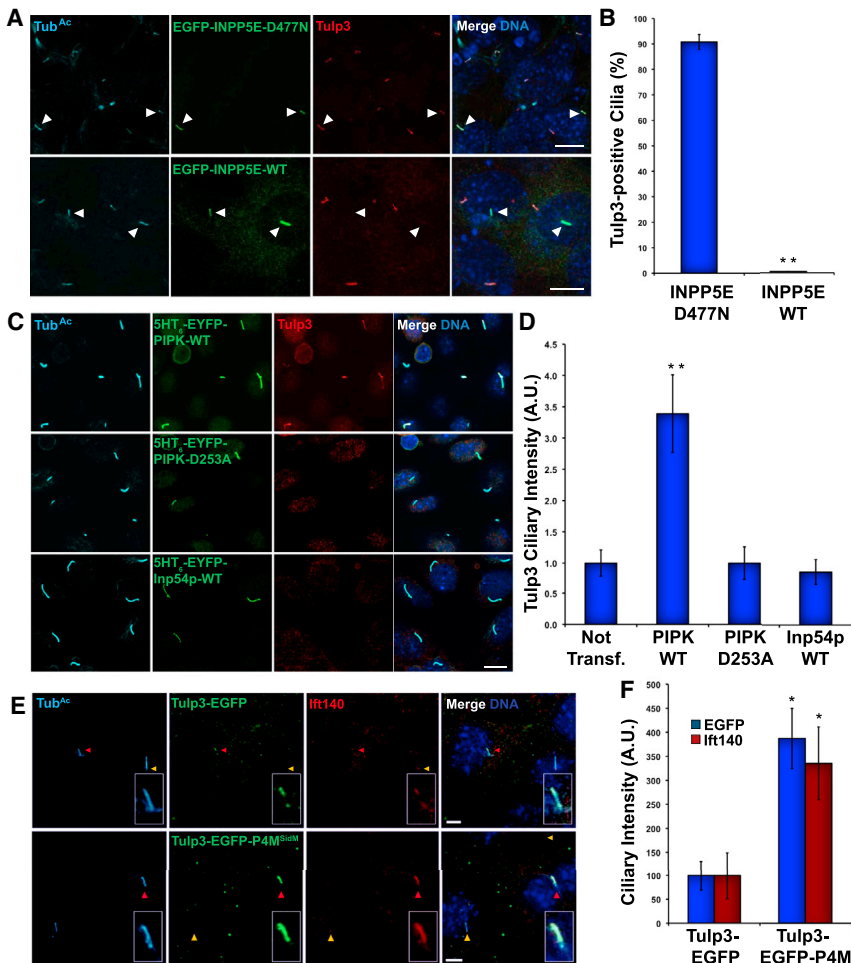 A
Tub^Ac
EGFP-INPP5E-D477N
Tulp3
Merge DNA
EGFP-INPP5E-WT
B
Tulp3-positive Cilia (%)
100
90
80
70
60
50
40
30
20
10
0
* *
INPP5E
D477N
INPP5E
WT
C
Tub^Ac
5HT₆-EYFP-
PIPK-WT
Tulp3
Merge DNA
5HT₆-EYFP-
PIPK-D253A
5HT₆-EYFP-
Inp54p-WT
D
Tulp3 Ciliary Intensity (A.U.)
4.5
4.0
3.5
3.0
2.5
2.0
1.5
1.0
0.5
0.0
* *
Not
Transf.
PIPK
WT
PIPK
D253A
Inp54p
WT
E
Tub^Ac
Tulp3-EGFP
Ift140
Merge DNA
Tulp3-EGFP-P4M^SidM
F
Ciliary Intensity (A.U.)
500
450
400
350
300
250
200
150
100
50
0
EGFP
Ift140
*
*
Tulp3-
EGFP
Tulp3-
EGFP-P4M